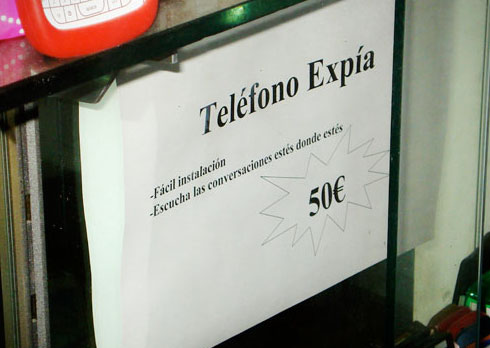 Teléfono Expía
-Fácil instalación
-Escucha las conversaciones estés donde estés
50€